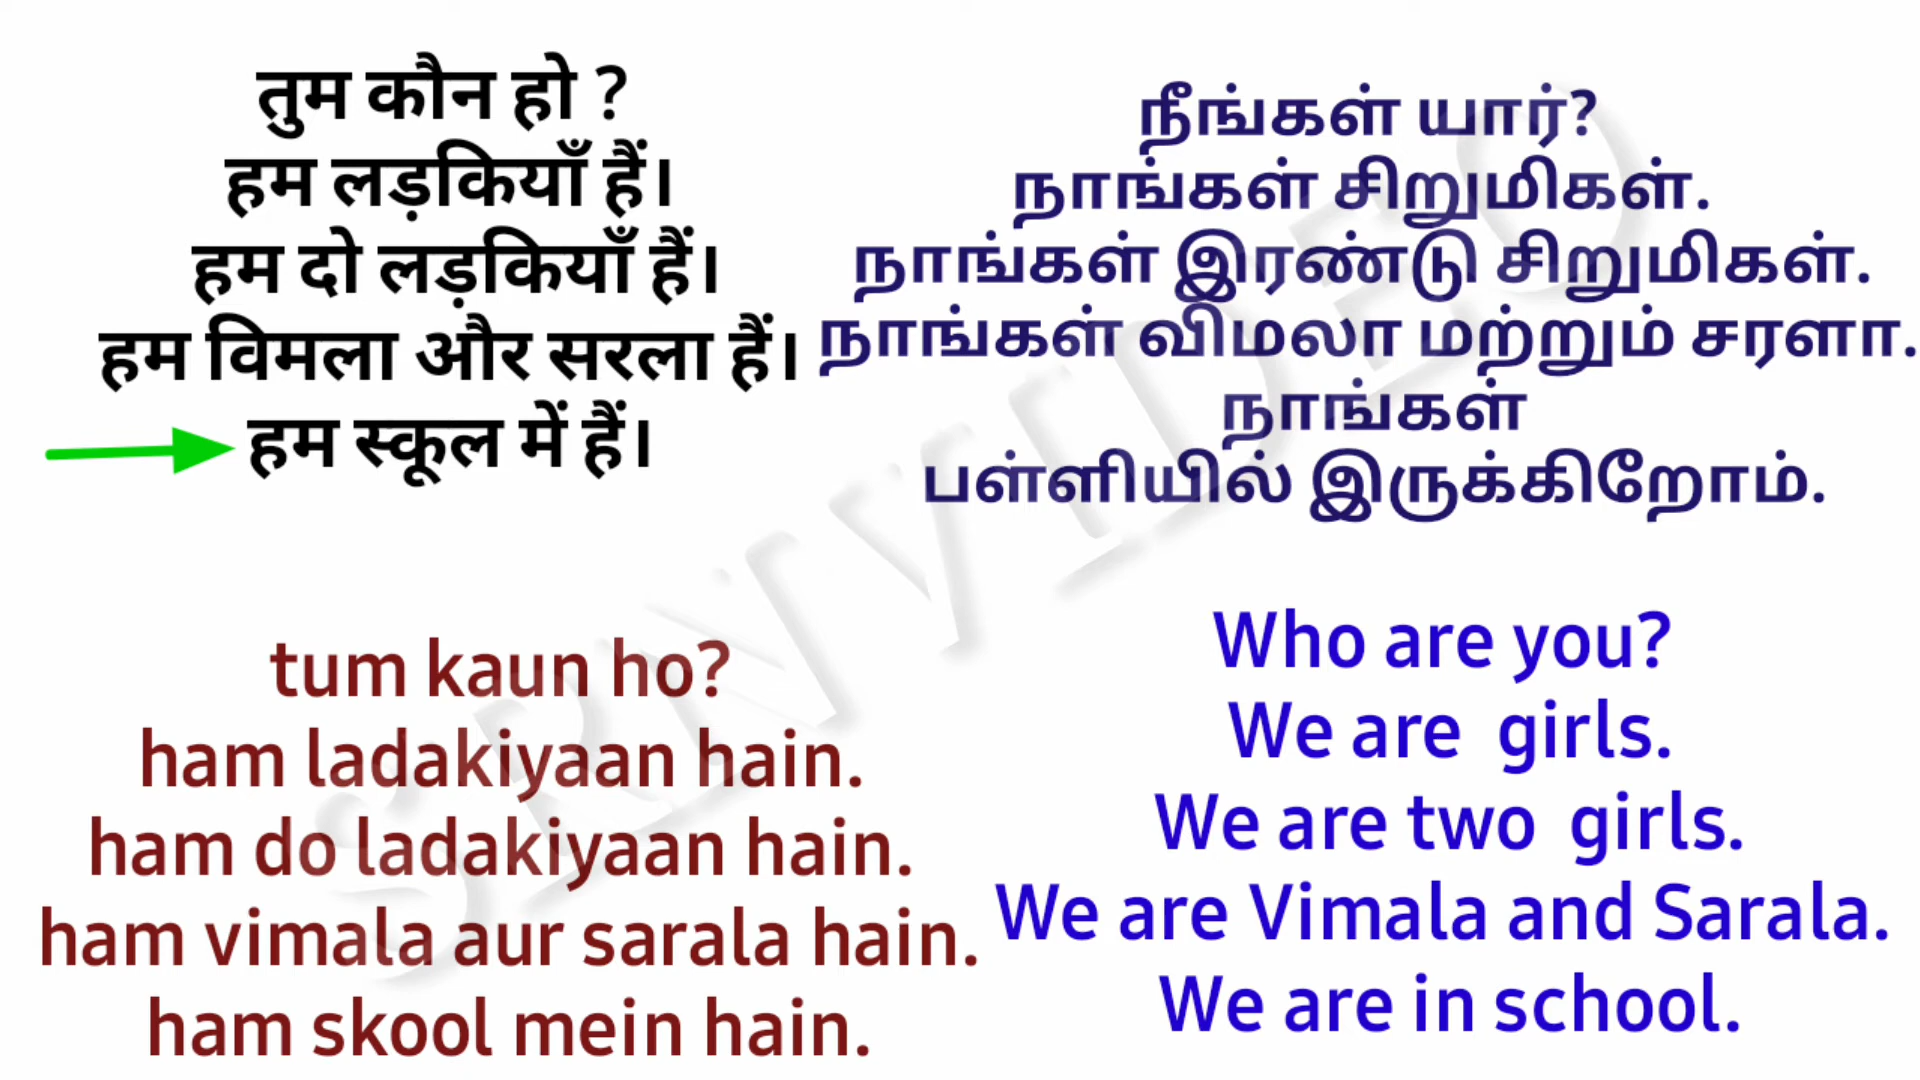 तुम कौन हो ?
हम लड़कियाँ हैं।
हम दो लड़कियाँ हैं।
हम विमला और सरला हैं।
हम स्कूल में हैं।
நீங்கள் யார்?
நாங்கள் சிறுமிகள்.
நாங்கள் இரண்டு சிறுமிகள்.
நாங்கள் விமலா மற்றும் சரளா.
நாங்கள்
பள்ளியில் இருக்கிறோம்.
tum kaun ho?
ham ladakiyaan hain.
ham do ladakiyaan hain.
ham vimala aur sarala hain.
ham skool mein hain.
Who are you?
We are girls.
We are two girls.
We are Vimala and Sarala.
We are in school.
SRNVIDEO